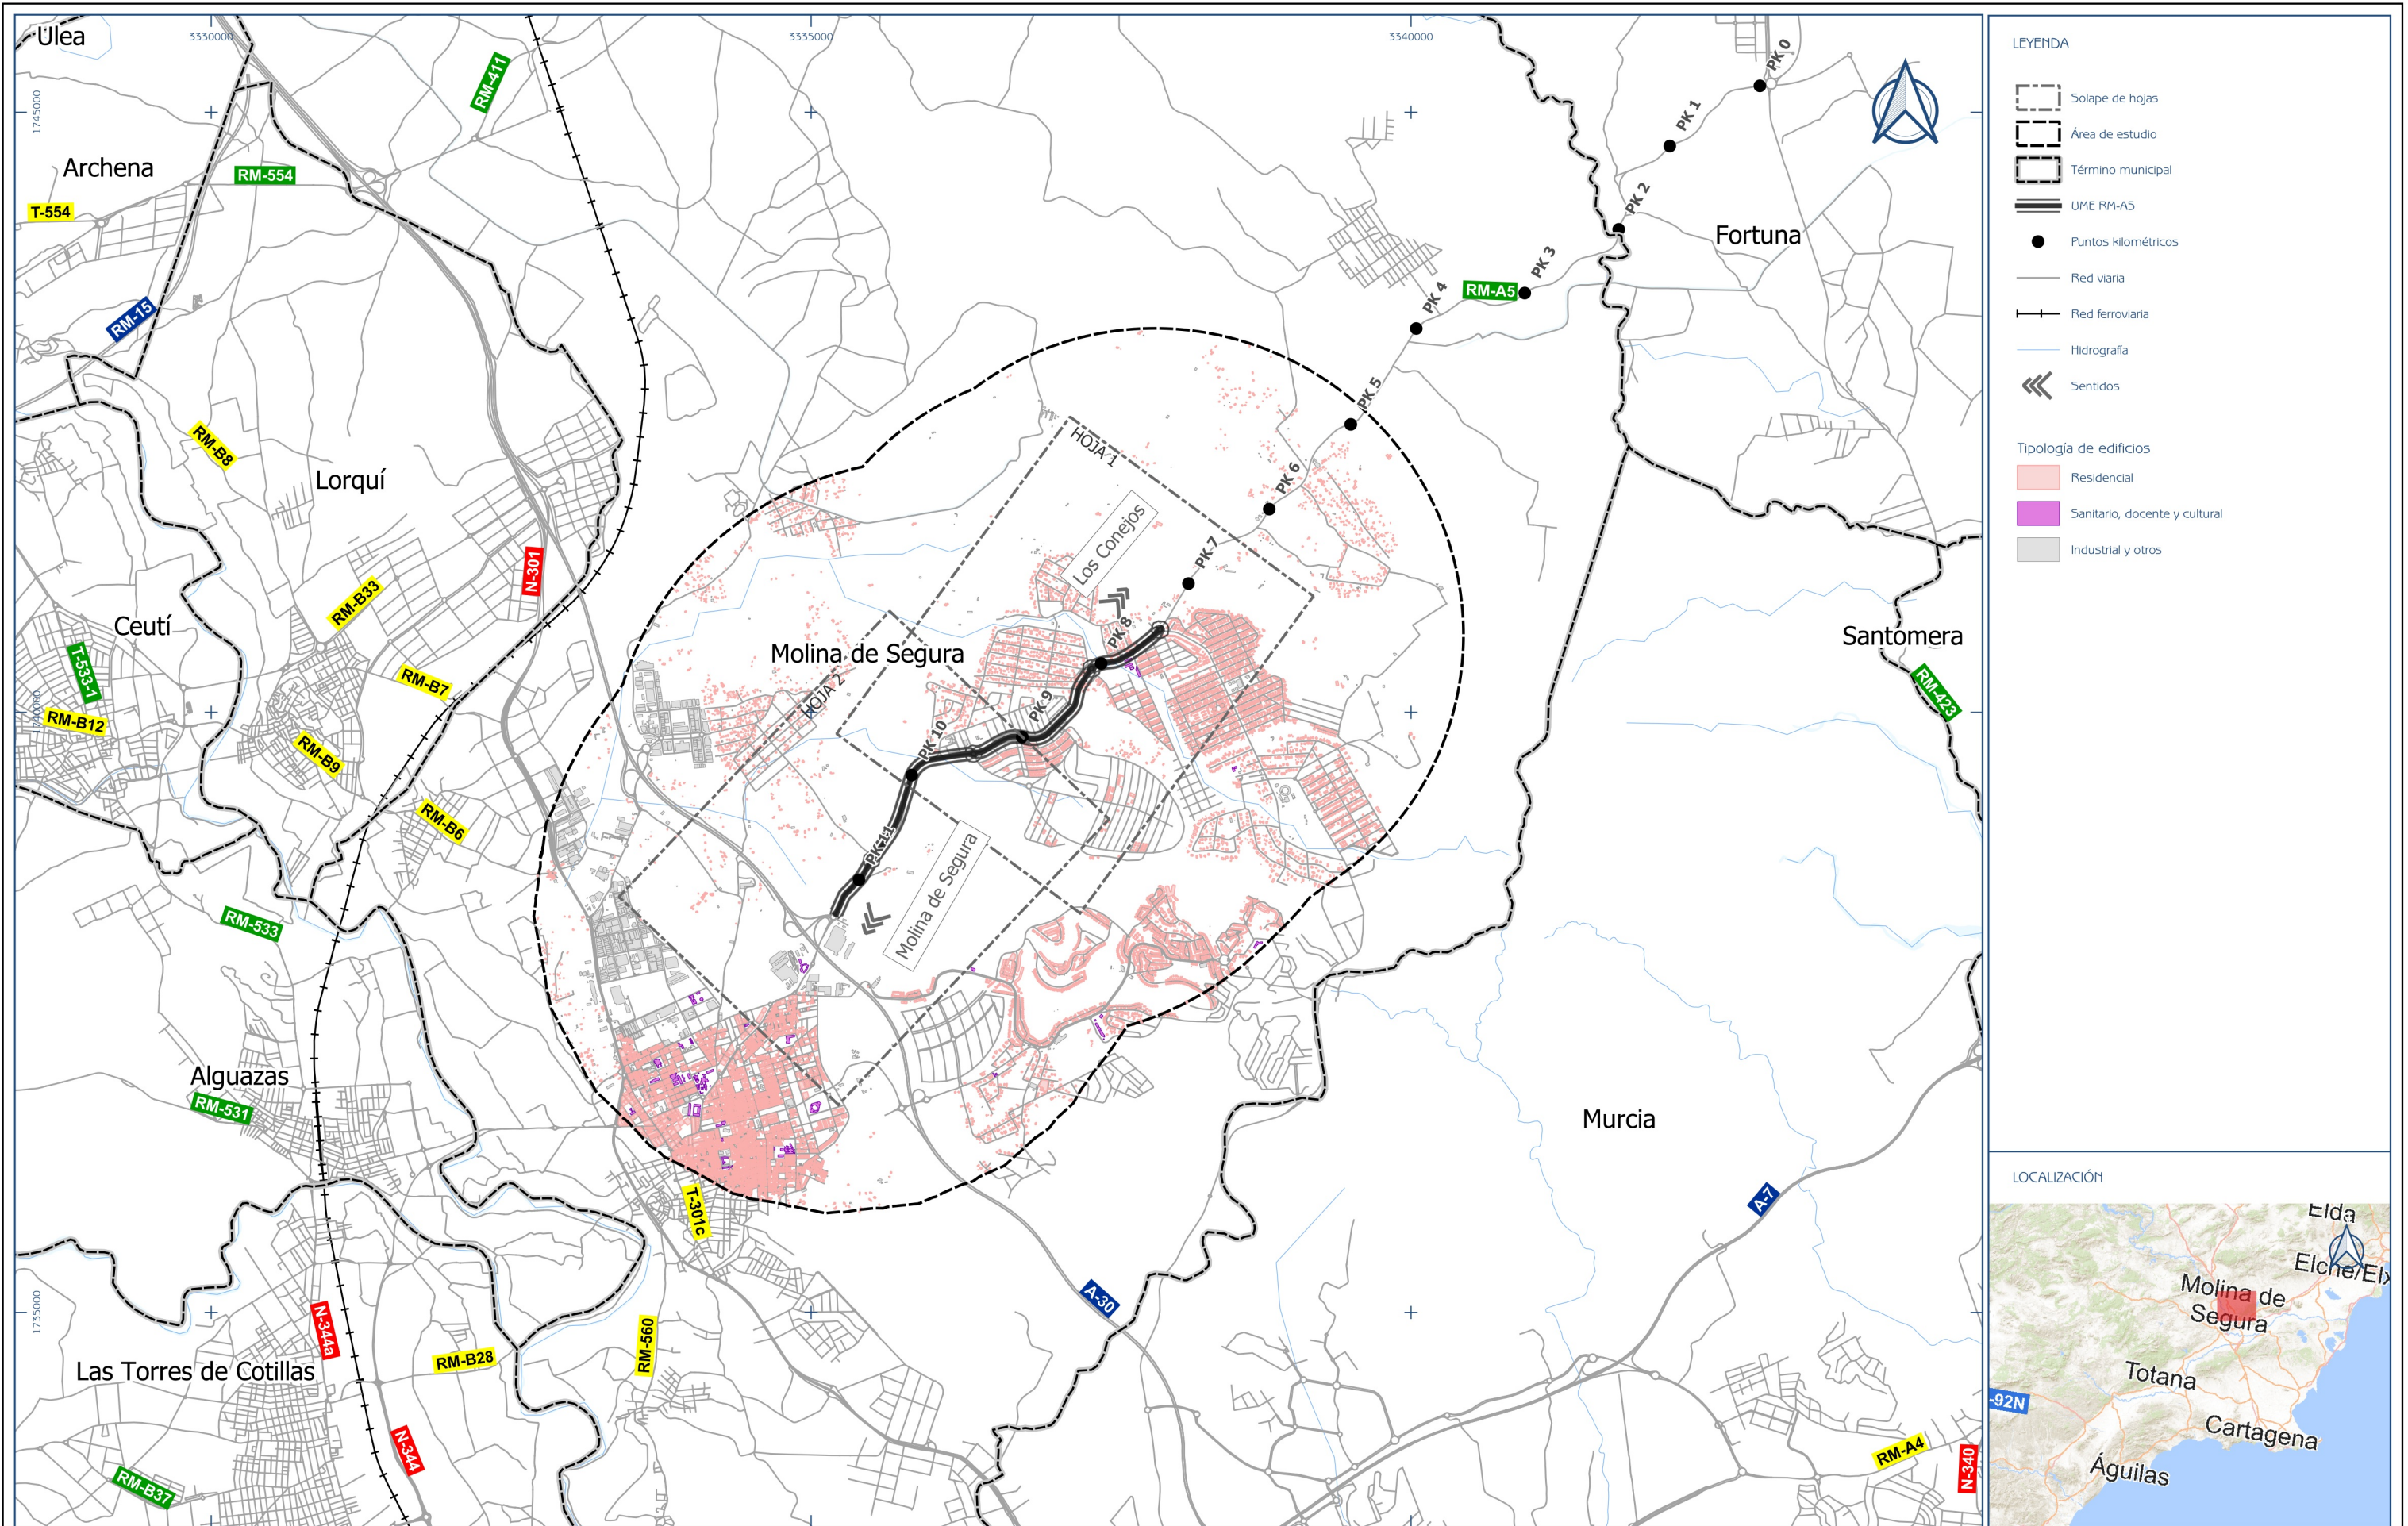 Ulea
3330000
3335000
3340000
1745000
RM-411
PK 0
PK 1
Archena
RM-554
T-554
PK 2
Fortuna
PK 3
RM-A5
PK 4
RM-15
PK 5
RM-B8
HOJA 1
Lorquí
PK 6
Los Conejos
PK 7
N-301
RM-B33
Ceutí
PK 8
Santomera
Molina de Segura
T-533-1
RM-B7
HOJA 2
PK 9
RM-423
1740000
RM-B12
PK 10
RM-B9
RM-B6
PK 11
Molina de Segura
RM-533
Alguazas
RM-531
Murcia
T-301c
A-7
A-30
1735000
N-344a
RM-560
RM-B28
Las Torres de Cotillas
N-344
RM-A4
N-340
RM-B37
LEYENDA
Solape de hojas
Área de estudio
Término municipal
UME RM-A5
Puntos kilométricos
Red viaria
Red ferroviaria
Hidrografía
Sentidos
Tipología de edificios
Residencial
Sanitario, docente y cultural
Industrial y otros
LOCALIZACIÓN
Elda
Elche/Elx
Molina de
Segura
Totana
-92N
Cartagena
Águilas